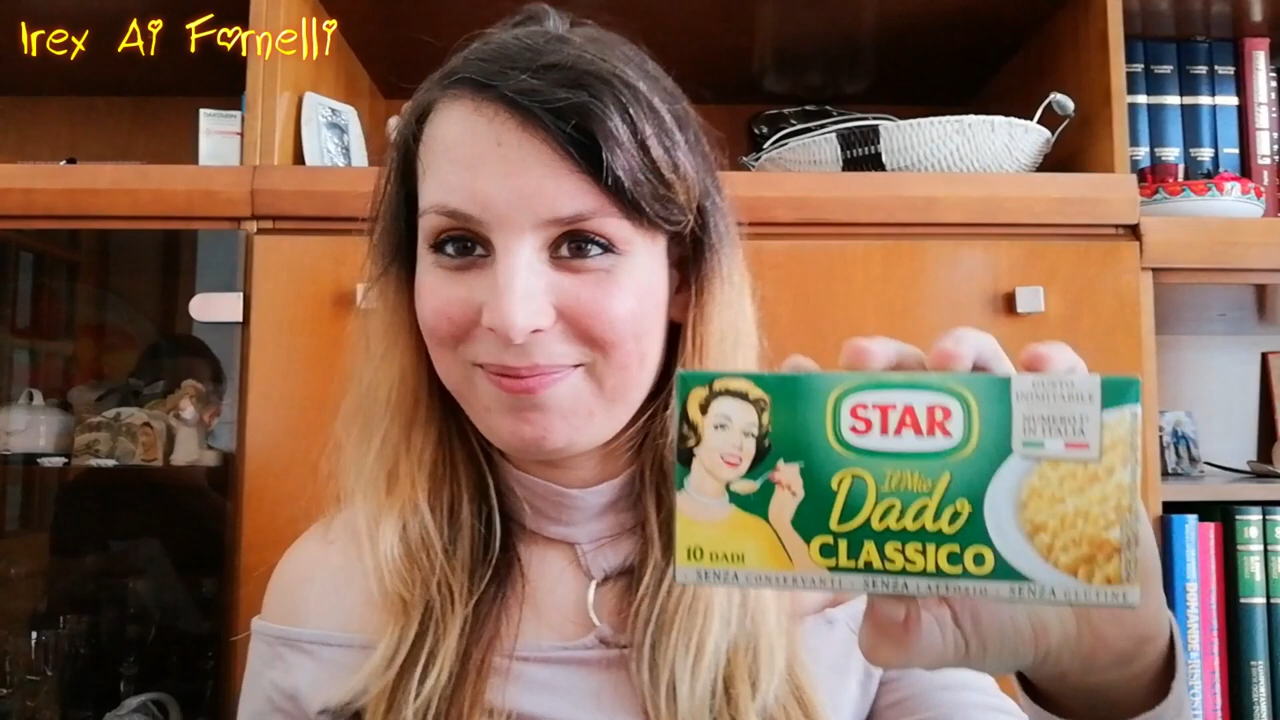 Irex Ai Fornelli
STAR
GUSTO
INIMITABILE
NUMERO 1
IN ITALIA
Il Mio
Dado
CLASSICO
10 DADI
SENZA CONSERVANTI - SENZA LATTOSIO - SENZA GLUTINE
DOMANDE & RISPOSTE